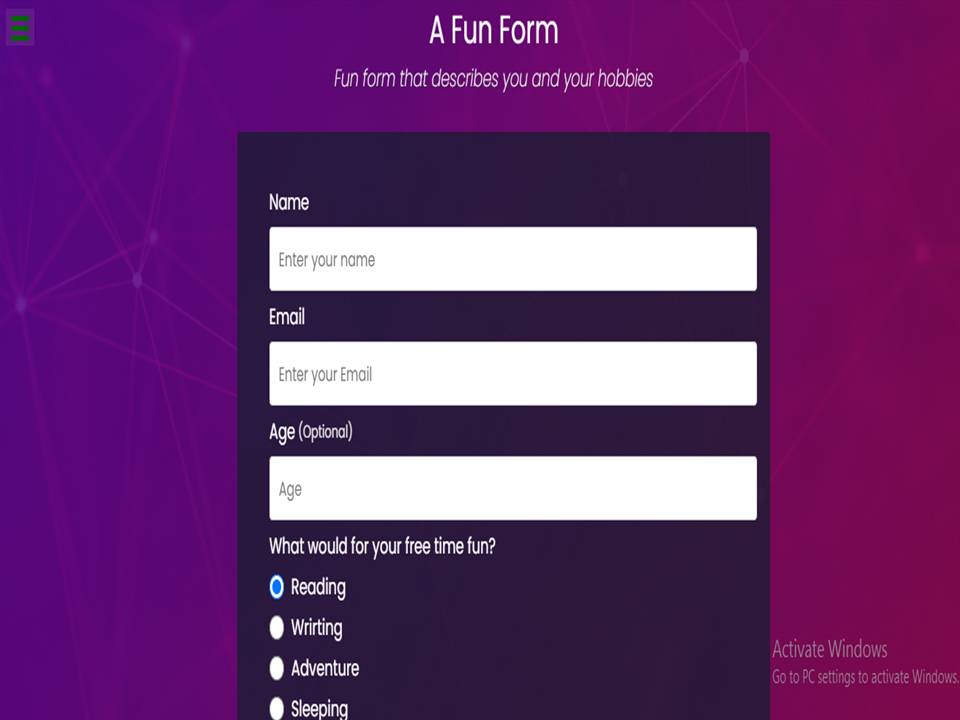 A Fun Form
Fun form that describes you and your hobbies
Name
Enter your name
Email
Enter your Email
Age (Optional)
Age
What would for your free time fun?
Reading
Wrirting
Adventure
Sleeping
Activate Windows
Go to PC settings to activate Windows.